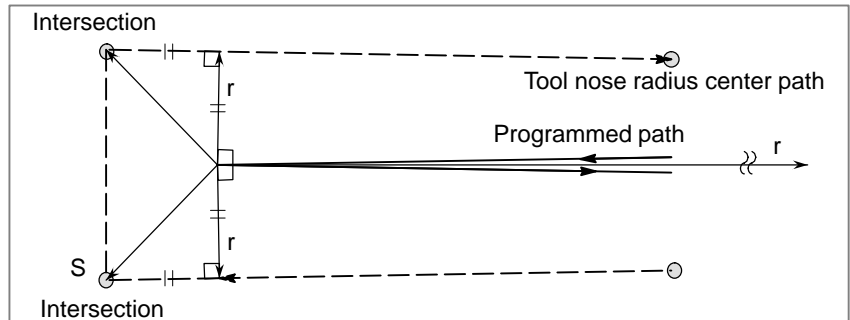 Intersection
r
Tool nose radius center path
Programmed path
r
r
S
Intersection